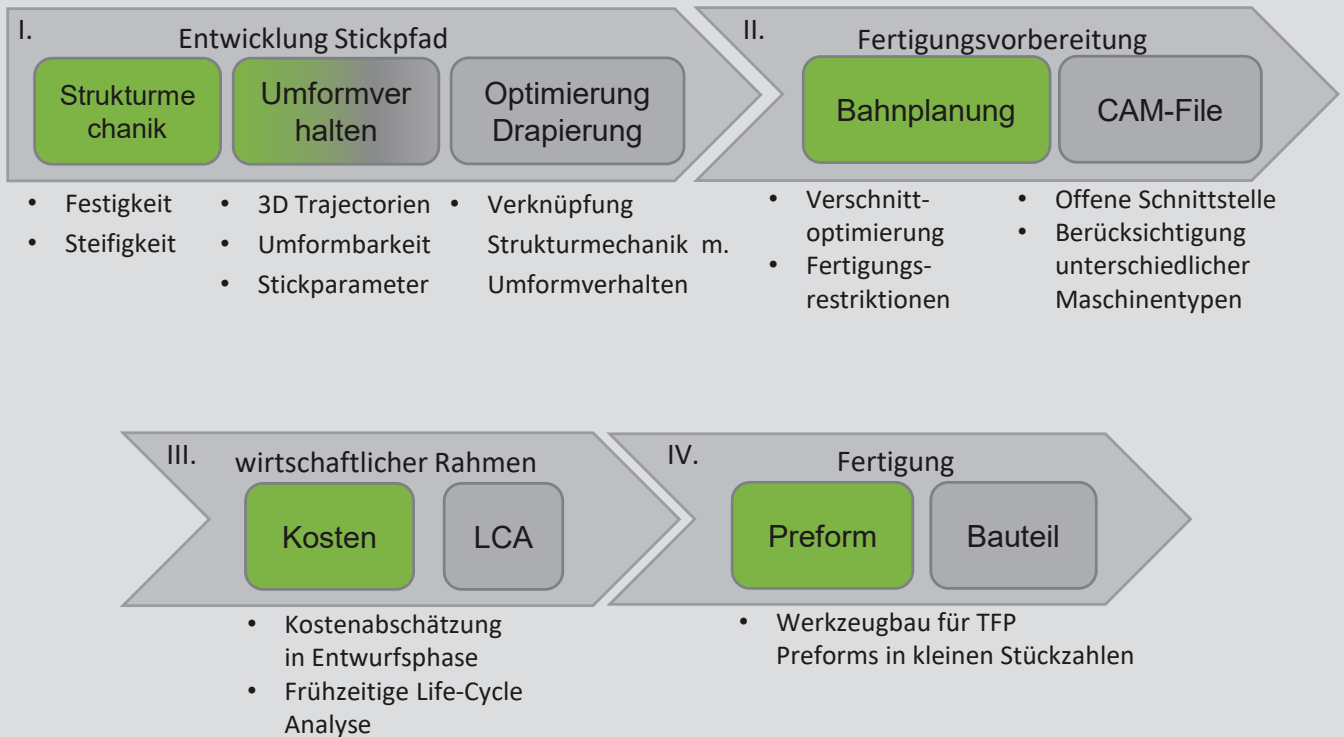 I.
Entwicklung Stickpfad
Strukturme
chanik
Umformver
halten
Optimierung
Drapierung
• Festigkeit
• Steifigkeit
• 3D Trajectorien
• Umformbarkeit
• Stickparameter
• Verknüpfung
Strukturmechanik m.
Umformverhalten
II.
Fertigungsvorbereitung
Bahnplanung
CAM-File
• Verschnitt-
optimierung
• Fertigungs-
restriktionen
• Offene Schnittstelle
• Berücksichtigung
unterschiedlicher
Maschinentypen
III.
wirtschaftlicher Rahmen
Kosten
LCA
• Kostenabschätzung
in Entwurfsphase
• Frühzeitige Life-Cycle
Analyse
IV.
Fertigung
Preform
Bauteil
• Werkzeugbau für TFP
Preforms in kleinen Stückzahlen